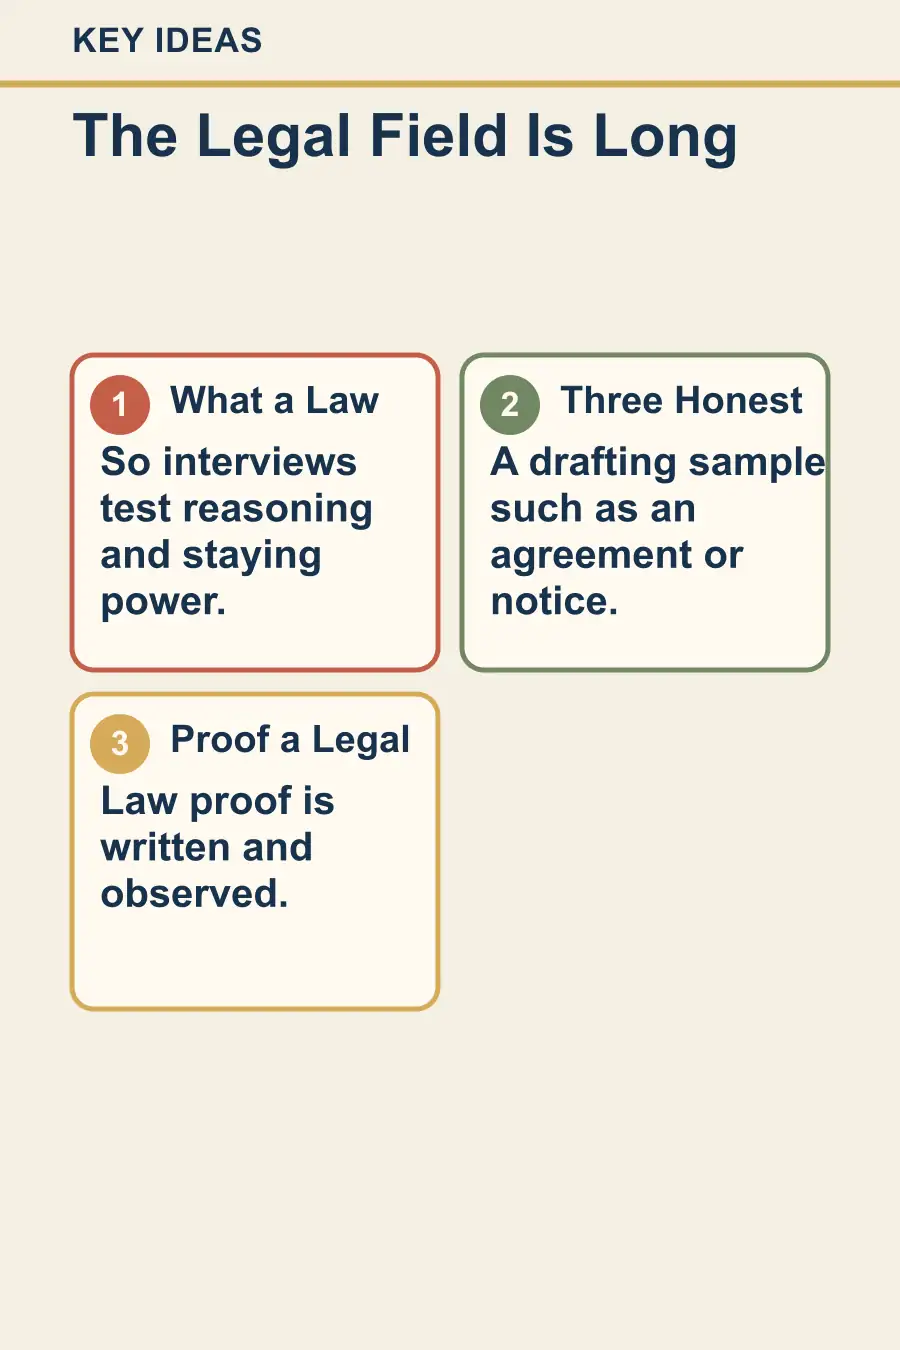 KEY IDEAS
The Legal Field Is Long
1
What a Law
So interviews
test reasoning
and staying
power.
2
Three Honest
A drafting sample
such as an
agreement or
notice.
3
Proof a Legal
Law proof is
written and
observed.